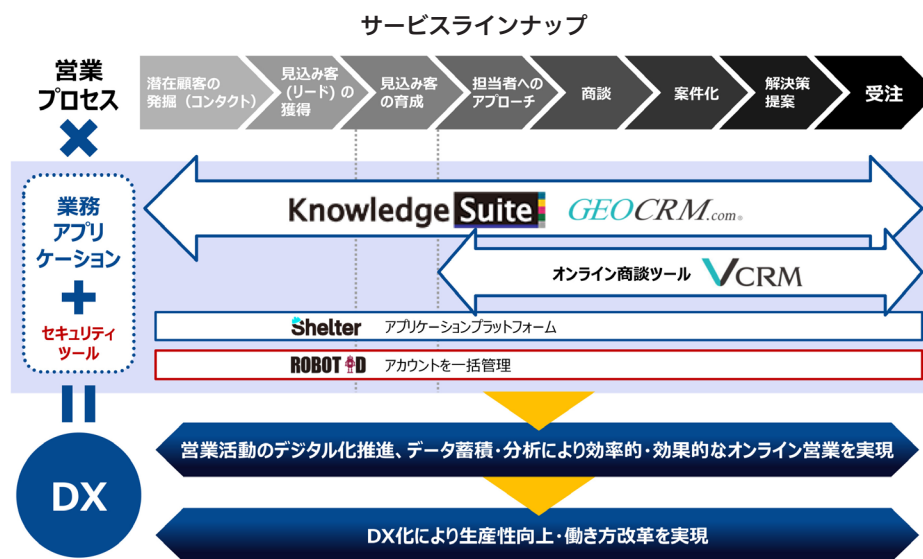 サービスラインナップ
営業
プロセス
潜在顧客の
発掘（コンタクト）
見込み客
（リード）の
獲得
見込み客
の育成
担当者への
アプローチ
商談
案件化
解決策
提案
受注
業務
アプリ
ケーション
+
セキュリティ
ツール
Knowledge Suite
GEOCRM.com®
オンライン商談ツール VCRM
Shelter アプリケーションプラットフォーム
ROBOT ID アカウントを一括管理
DX
営業活動のデジタル化推進、データ蓄積・分析により効率的・効果的なオンライン営業を実現
DX化により生産性向上・働き方改革を実現